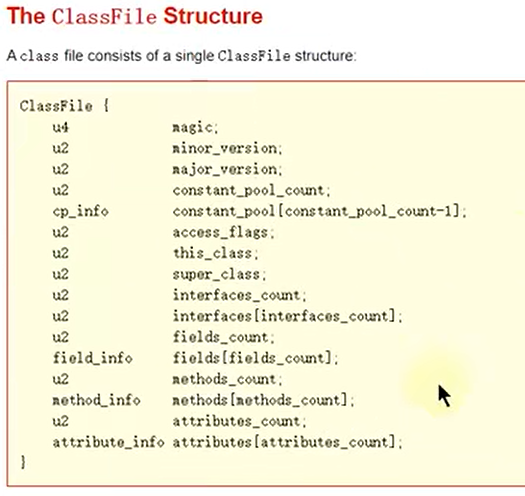 The ClassFile Structure
A class file consists of a single ClassFile structure:
ClassFile {
u4 magic;
u2 minor_version;
u2 major_version;
u2 constant_pool_count;
cp_info constant_pool[constant_pool_count-1];
u2 access_flags;
u2 this_class;
u2 super_class;
u2 interfaces_count;
u2 interfaces[interfaces_count];
u2 fields_count;
field_info fields[fields_count];
u2 methods_count;
method_info methods[methods_count];
u2 attributes_count;
attribute_info attributes[attributes_count];
}